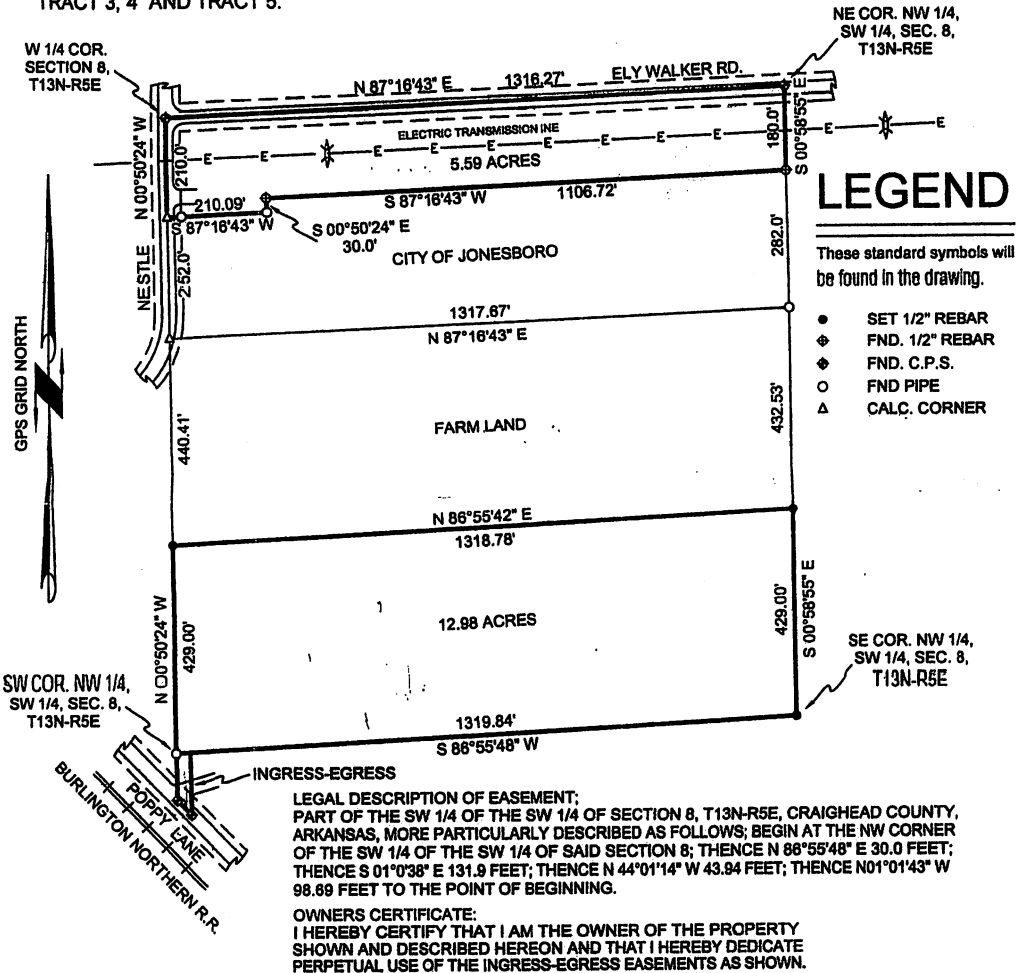 TRACT 3, 4 AND TRACT 5.
NE COR. NW 1/4,
SW 1/4, SEC. 8,
T13N-R5E
W 1/4 COR.
SECTION 8,
T13N-R5E
N 87°16'43" E 1316.27' ELY WALKER RD.
N 00°50'24" W
210.0'
ELECTRIC TRANSMISSION INE
E E E E E E E E E
5.59 ACRES
180.0'
S 00°58'55" E
210.09'
S 87°16'43" W
S 87°16'43" W 1106.72'
S 00°50'24" E
30.0'
CITY OF JONESBORO
282.0'
NESTLE
252.0'
1317.67'
N 87°16'43" E
LEGEND
These standard symbols will
be found in the drawing.
SET 1/2" REBAR
FND. 1/2" REBAR
FND. C.P.S.
FND PIPE
CALC. CORNER
GPS GRID NORTH
440.41'
FARM LAND
432.53'
N 86°55'42" E
1318.78'
N 00°50'24" W
429.00'
12.98 ACRES
429.00'
S 00°58'55" E
SE COR. NW 1/4,
SW 1/4, SEC. 8,
T13N-R5E
SW COR. NW 1/4,
SW 1/4, SEC. 8,
T13N-R5E
1319.84'
S 86°55'48" W
INGRESS-EGRESS
POPPY LANE
BURLINGTON NORTHERN R.R.
LEGAL DESCRIPTION OF EASEMENT;
PART OF THE SW 1/4 OF THE SW 1/4 OF SECTION 8, T13N-R5E, CRAIGHEAD COUNTY,
ARKANSAS, MORE PARTICULARLY DESCRIBED AS FOLLOWS; BEGIN AT THE NW CORNER
OF THE SW 1/4 OF THE SW 1/4 OF SAID SECTION 8; THENCE N 86°55'48" E 30.0 FEET;
THENCE S 01°0'38" E 131.9 FEET; THENCE N 44°01'14" W 43.94 FEET; THENCE N01°01'43" W
98.69 FEET TO THE POINT OF BEGINNING.
OWNERS CERTIFICATE:
I HEREBY CERTIFY THAT I AM THE OWNER OF THE PROPERTY
SHOWN AND DESCRIBED HEREON AND THAT I HEREBY DEDICATE
PERPETUAL USE OF THE INGRESS-EGRESS EASEMENTS AS SHOWN.